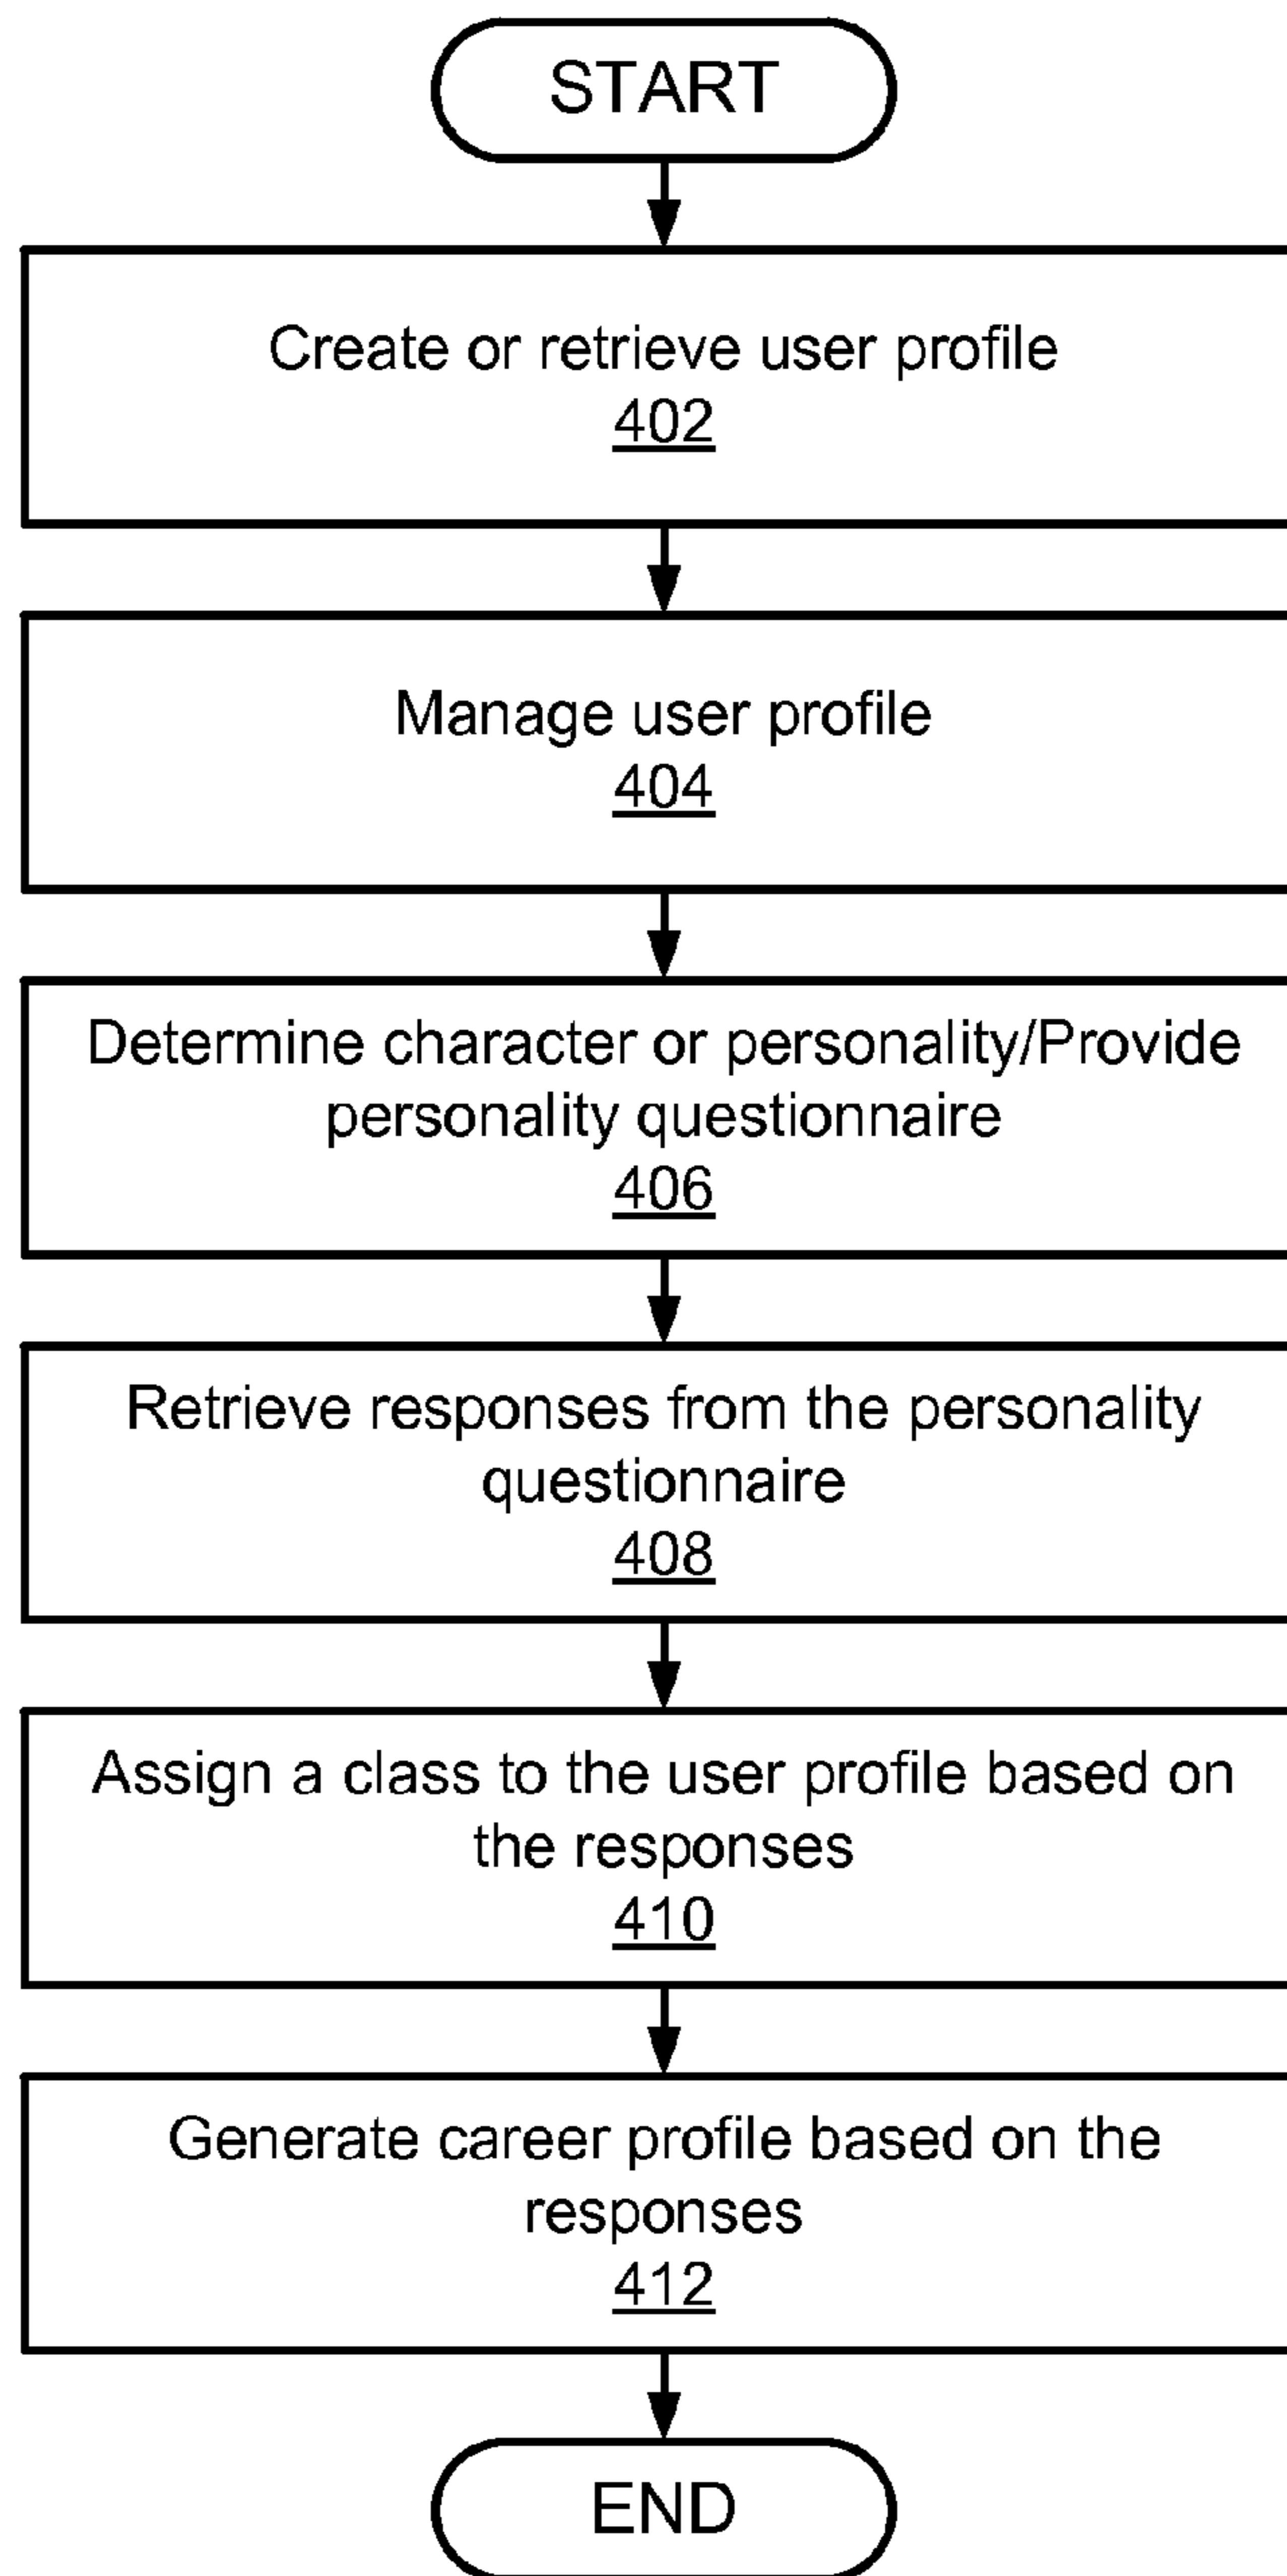 START
Create or retrieve user profile
402
Manage user profile
404
Determine character or personality/Provide
personality questionnaire
406
Retrieve responses from the personality
questionnaire
408
Assign a class to the user profile based on
the responses
410
Generate career profile based on the
responses
412
END